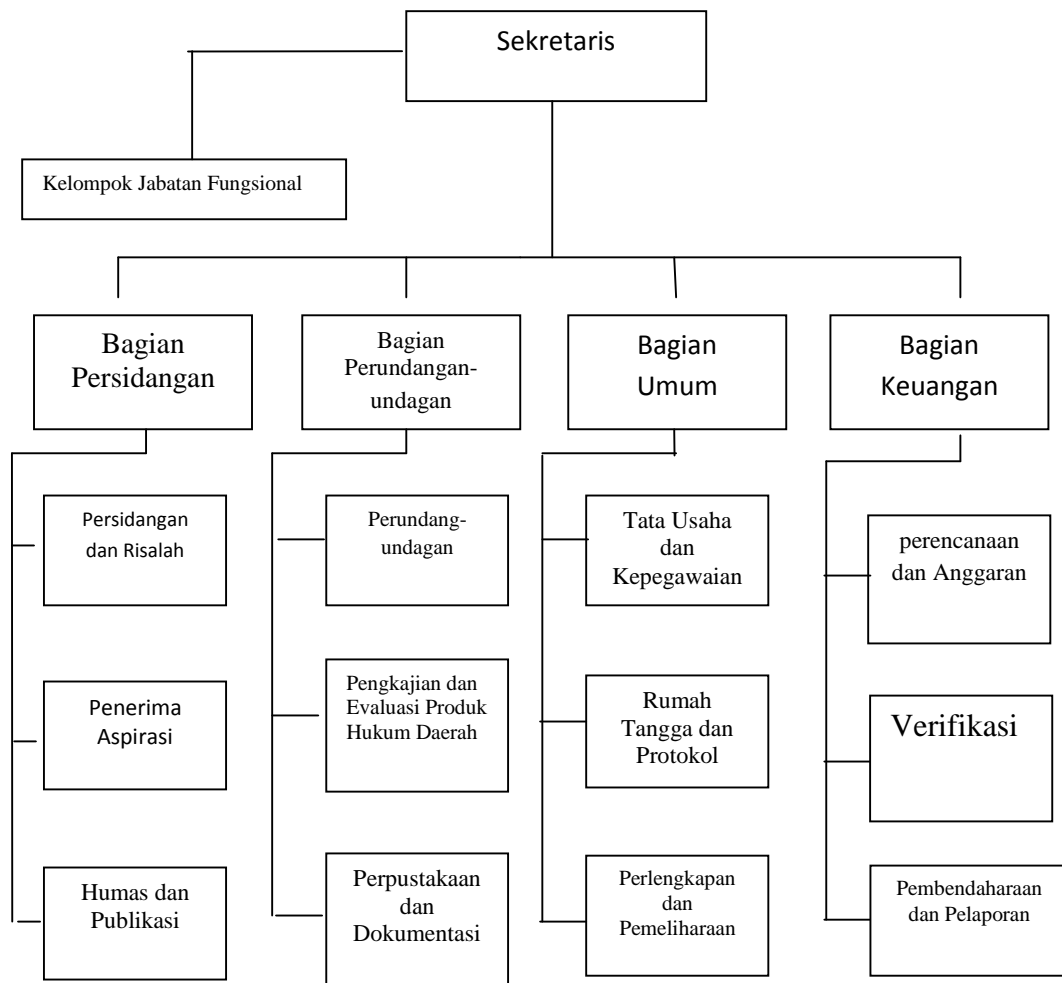 Sekretaris
Kelompok Jabatan Fungsional
Bagian
Persidangan
Bagian
Perundangan-
undagan
Bagian
Umum
Bagian
Keuangan
Persidangan
dan Risalah
Perundang-
undagan
Tata Usaha
dan
Kepegawaian
perencanaan
dan Anggaran
Penerima
Aspirasi
Pengkajian dan
Evaluasi Produk
Hukum Daerah
Rumah
Tangga dan
Protokol
Verifikasi
Humas dan
Publikasi
Perpustakaan
dan
Dokumentasi
Perlengkapan
dan
Pemeliharaan
Pembendaharaan
dan Pelaporan